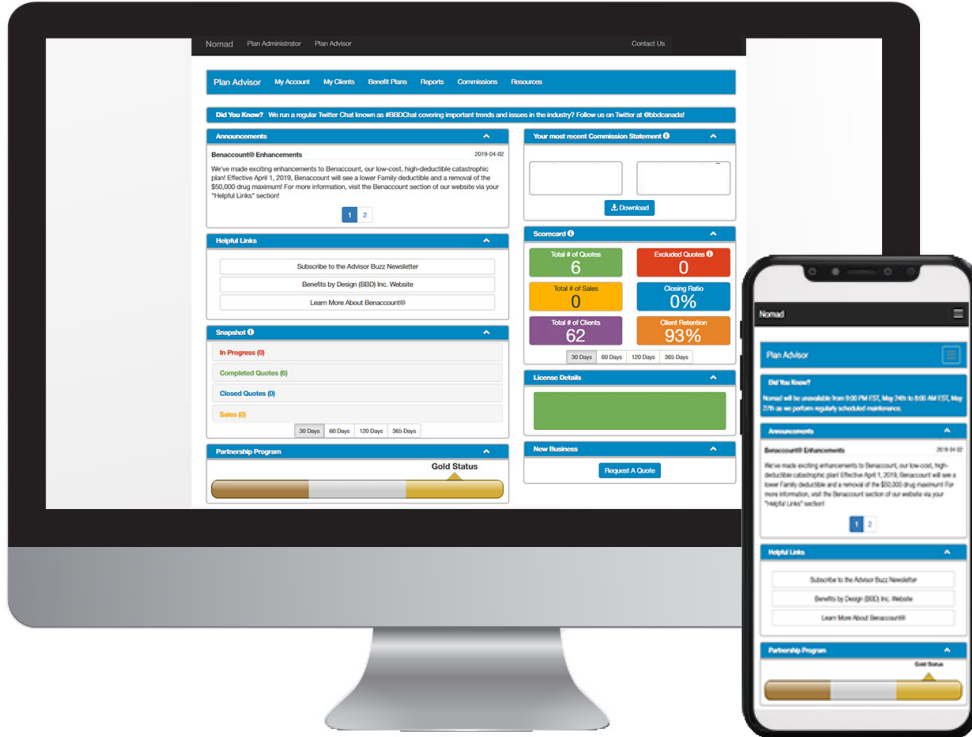 Nomad Plan Administrator Plan Advisor Contact Us
Plan Advisor My Account My Clients Benefit Plans Reports Commissions Resources
Did You Know? We run a regular Twitter Chat known as #BBDChat covering important trends and issues in the industry? Follow us on Twitter at @bbdcanada!
Announcements
Benaccount® Enhancements 2019-04-02
We've made exciting enhancements to Benaccount, our low-cost, high-deductible catastrophic
plan! Effective April 1, 2019, Benaccount will see a lower Family deductible and a removal of the
$50,000 drug maximum! For more information, visit the Benaccount section of our website via your
"Helpful Links" section!
1 2
Helpful Links
Subscribe to the Advisor Buzz Newsletter
Benefits by Design (BBD) Inc. Website
Learn More About Benaccount®
Snapshot
In Progress (0)
Completed Quotes (6)
Closed Quotes (0)
Sales (0)
30 Days 60 Days 120 Days 365 Days
Partnership Program
Gold Status
Your most recent Commission Statement
Download
Scorecard
Total # of Quotes
6
Excluded Quotes
0
Total # of Sales
0
Closing Ratio
0%
Total # of Clients
62
Client Retention
93%
30 Days 60 Days 120 Days 365 Days
License Details
New Business
Request A Quote
Nomad
Plan Advisor
Did You Know?
Nomad will be unavailable from 9:00 PM EST, May 24th to 8:00 AM EST, May
27th as we perform regularly scheduled maintenance.
Announcements
Benaccount® Enhancements 2019-04-02
We've made exciting enhancements to Benaccount, our low-cost, high-
deductible catastrophic plan! Effective April 1, 2019, Benaccount will see a
lower Family deductible and a removal of the $50,000 drug maximum! For
more information, visit the Benaccount section of our website via your
"Helpful Links" section!
1 2
Helpful Links
Subscribe to the Advisor Buzz Newsletter
Benefits by Design (BBD) Inc. Website
Learn More About Benaccount®
Partnership Program
Gold Status